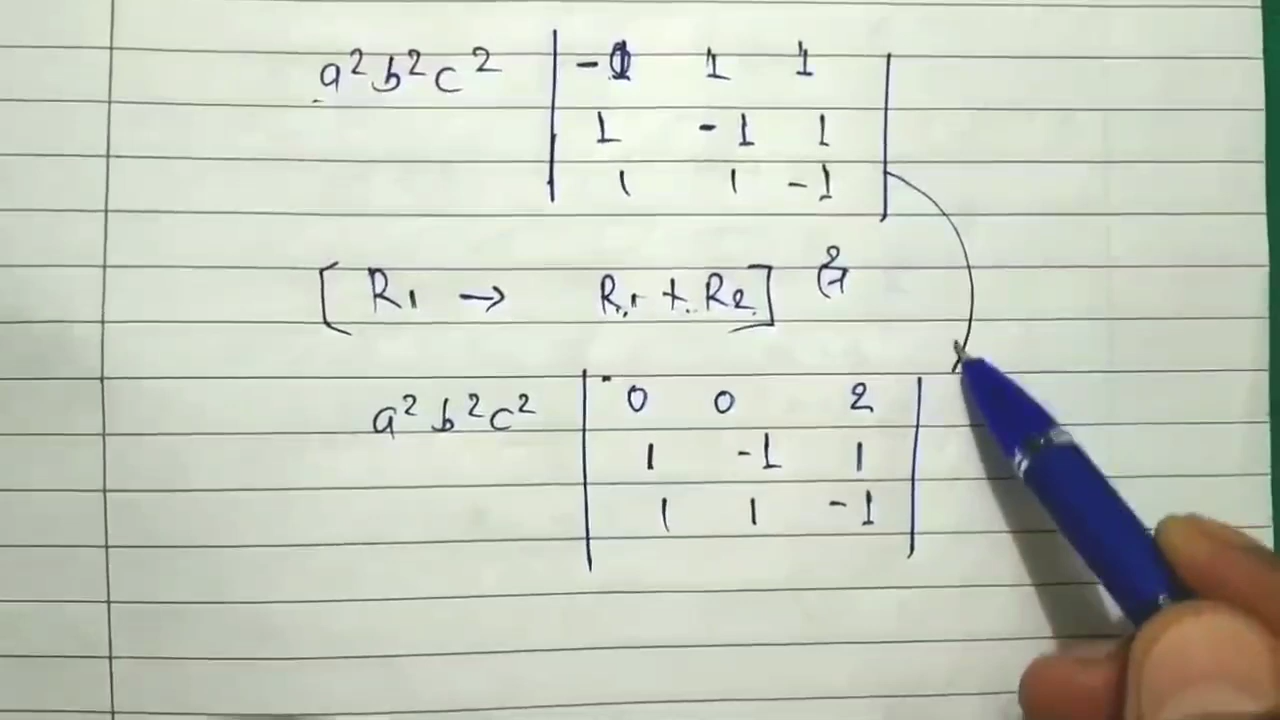 a²b²c² | -1 1 1 |
| 1 -1 1 |
| 1 1 -1 |
[ R₁ → R₁ + R₂ ]
a²b²c² | 0 0 2 |
| 1 -1 1 |
| 1 1 -1 |